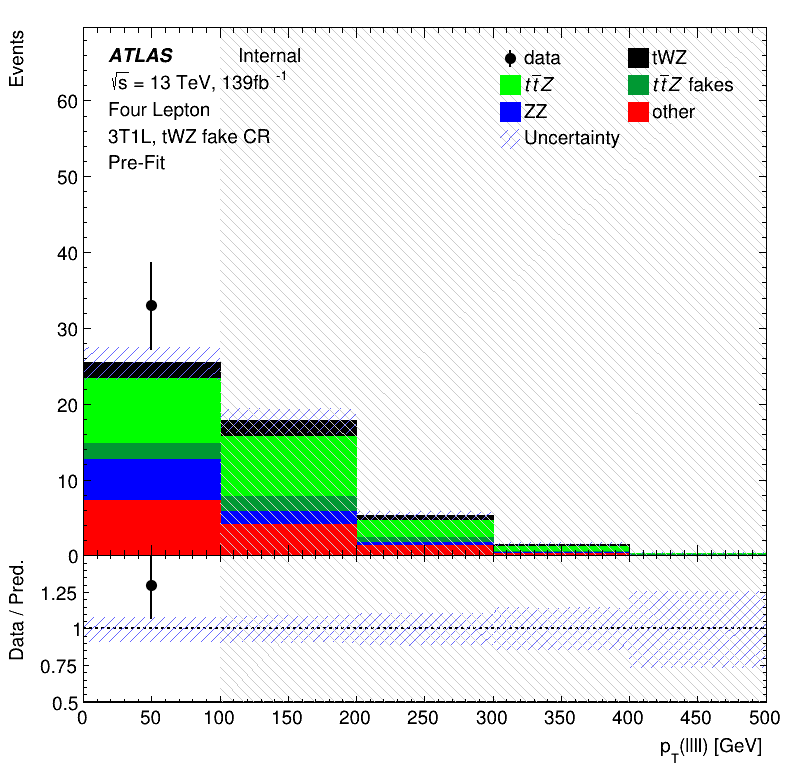 Events
ATLAS Internal
√s = 13 TeV, 139fb⁻¹
Four Lepton
3T1L, tWZ fake CR
Pre-Fit
data tWZ
tt̄Z tt̄Z fakes
ZZ other
Uncertainty
60
50
40
30
20
10
0
Data / Pred.
1.25
1
0.75
0.5
0 50 100 150 200 250 300 350 400 450 500
p_T(llll) [GeV]